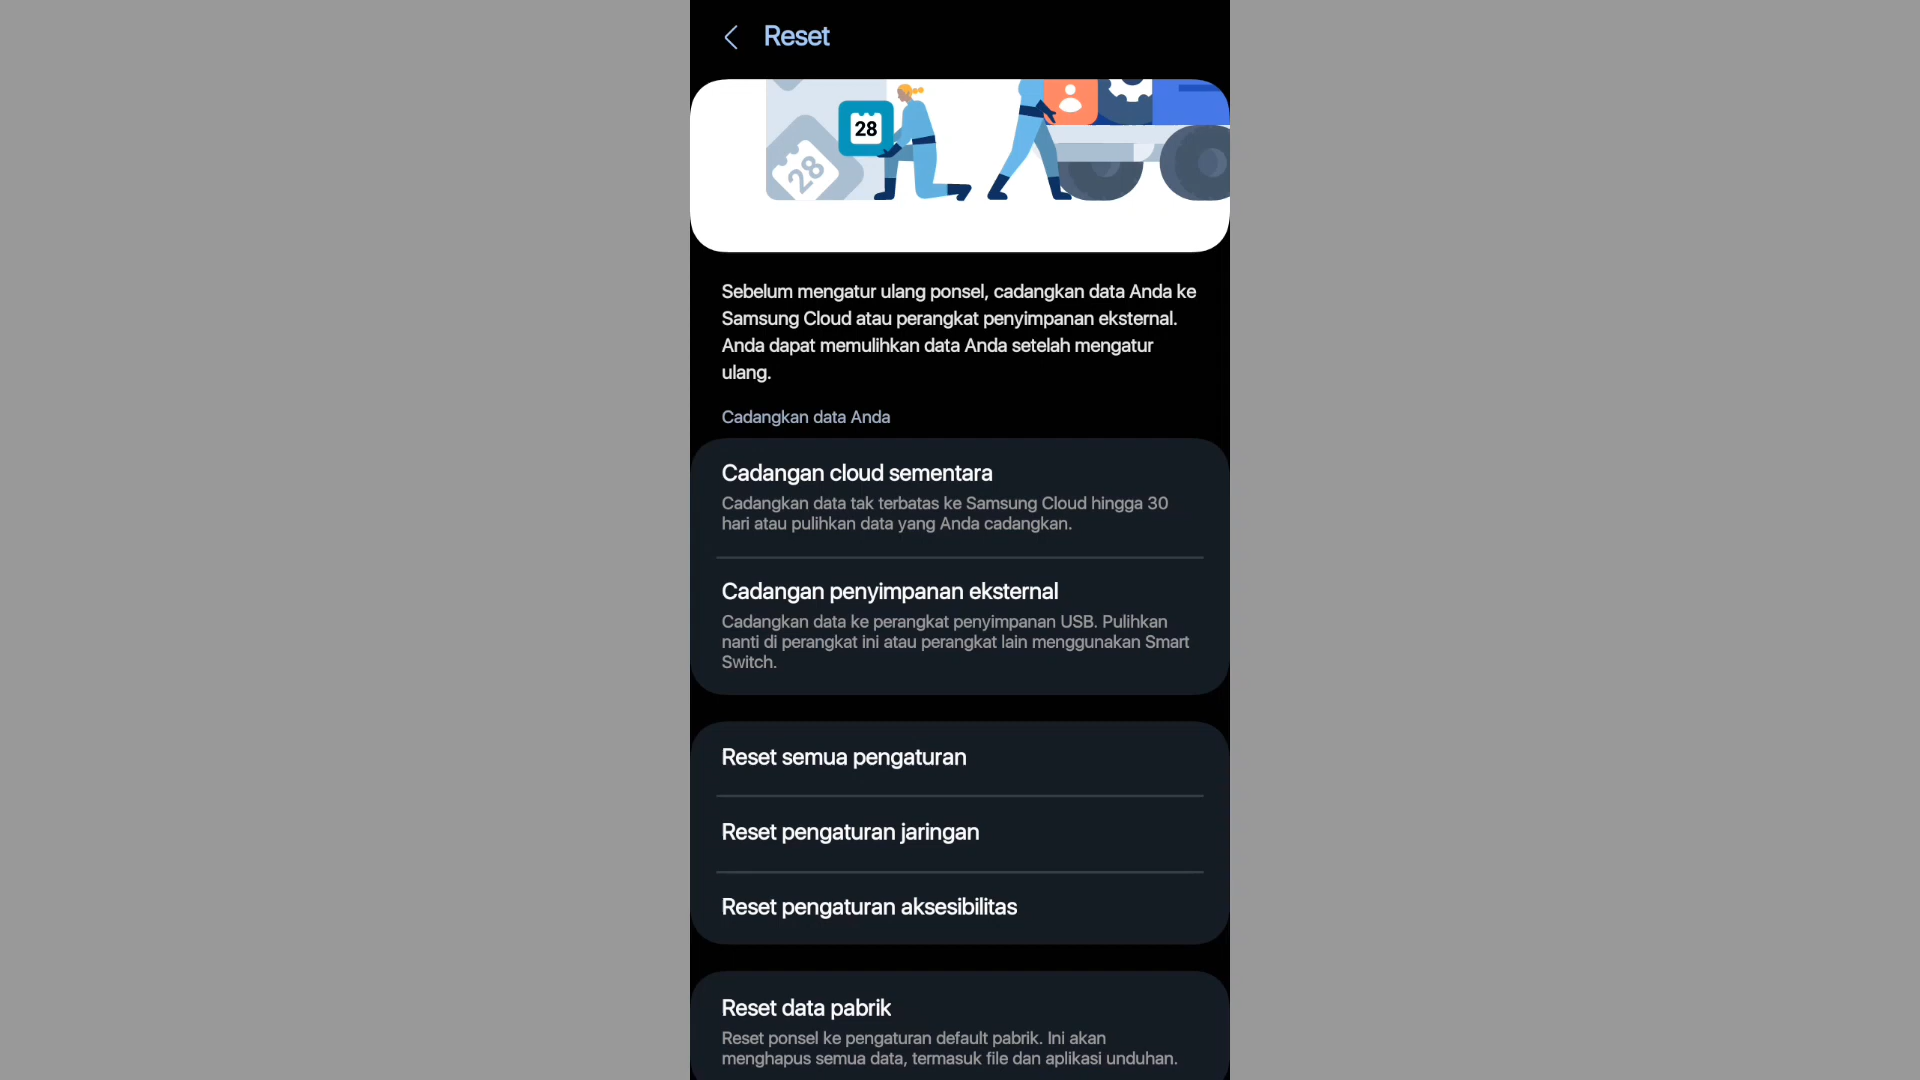 Reset
28
28
Sebelum mengatur ulang ponsel, cadangkan data Anda ke
Samsung Cloud atau perangkat penyimpanan eksternal.
Anda dapat memulihkan data Anda setelah mengatur
ulang.
Cadangkan data Anda
Cadangan cloud sementara
Cadangkan data tak terbatas ke Samsung Cloud hingga 30
hari atau pulihkan data yang Anda cadangkan.
Cadangan penyimpanan eksternal
Cadangkan data ke perangkat penyimpanan USB. Pulihkan
nanti di perangkat ini atau perangkat lain menggunakan Smart
Switch.
Reset semua pengaturan
Reset pengaturan jaringan
Reset pengaturan aksesibilitas
Reset data pabrik
Reset ponsel ke pengaturan default pabrik. Ini akan
menghapus semua data, termasuk file dan aplikasi unduhan.